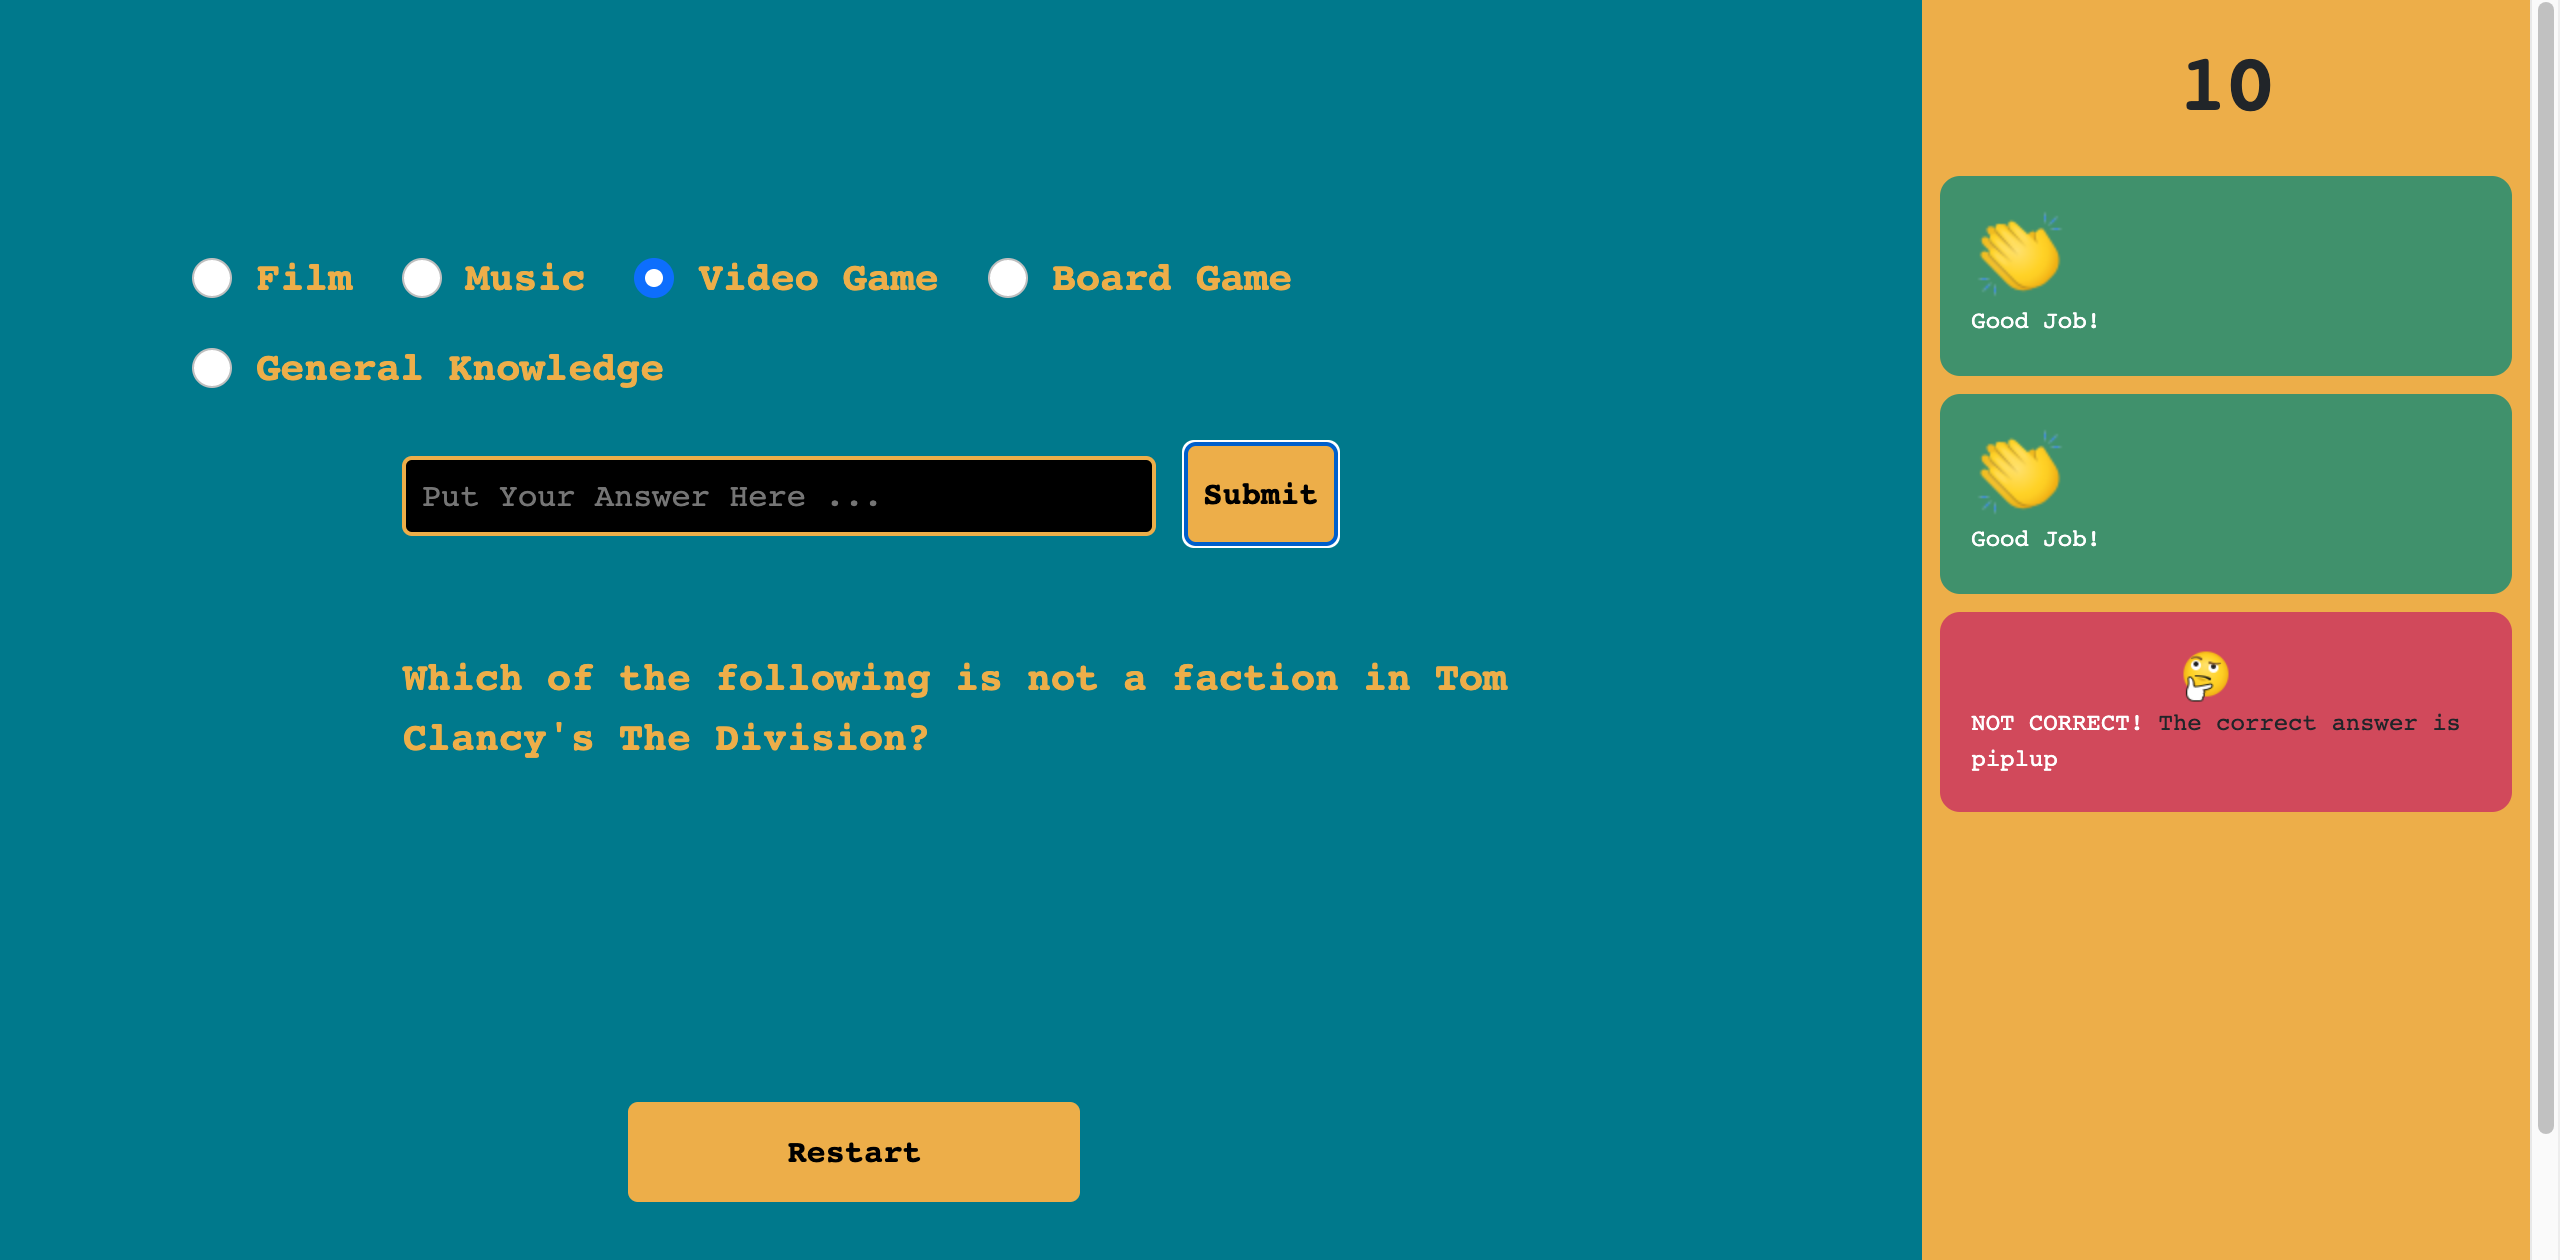 Film Music Video Game Board Game
General Knowledge
Put Your Answer Here ...
Submit
Which of the following is not a faction in Tom
Clancy's The Division?
Restart
10
Good Job!
Good Job!
NOT CORRECT! The correct answer is
piplup